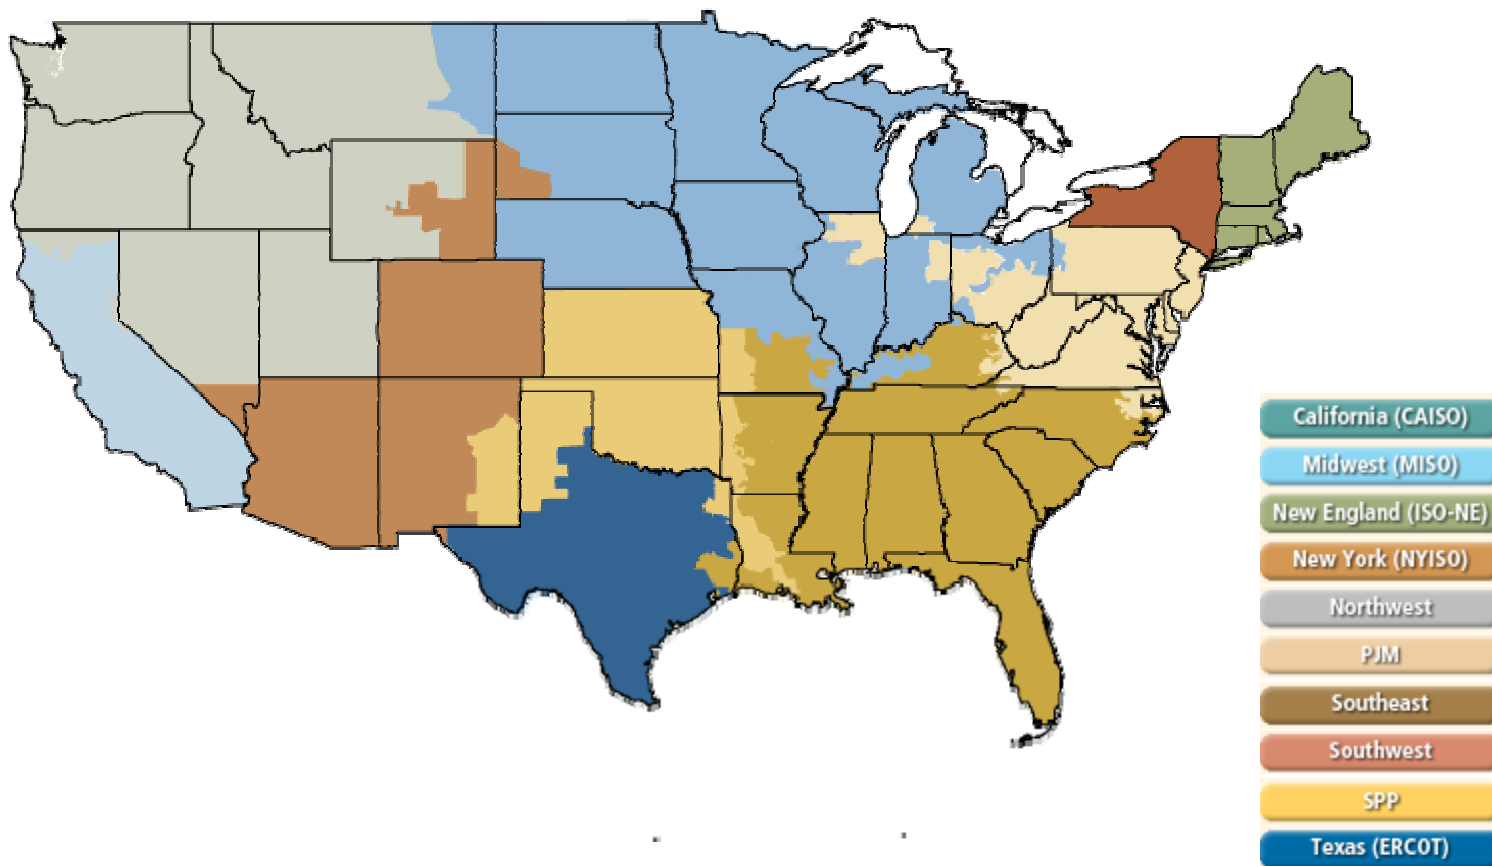 California (CAISO)
Midwest (MISO)
New England (ISO-NE)
New York (NYISO)
Northwest
PJM
Southeast
Southwest
SPP
Texas (ERCOT)